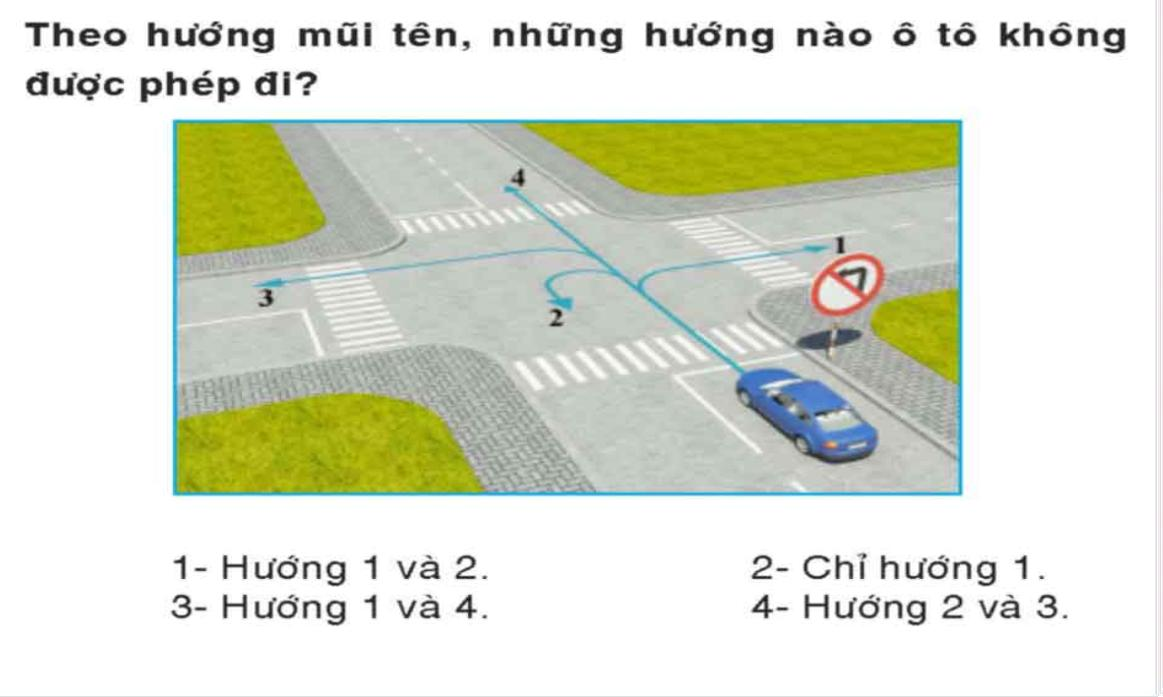 Theo hướng mũi tên, những hướng nào ô tô không
được phép đi?
4
1
3
2
1- Hướng 1 và 2.
2- Chỉ hướng 1.
3- Hướng 1 và 4.
4- Hướng 2 và 3.